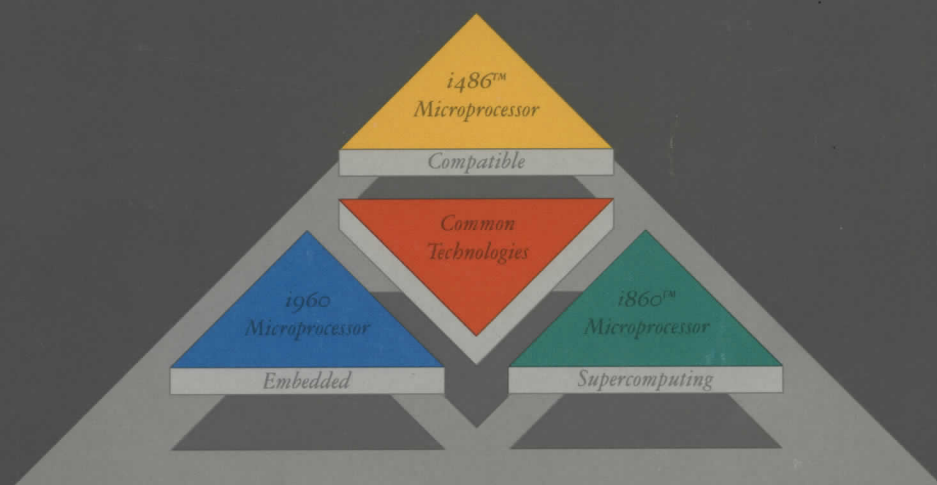 i486™
Microprocessor
Compatible
Common
Technologies
i960
Microprocessor
Embedded
i860™
Microprocessor
Supercomputing